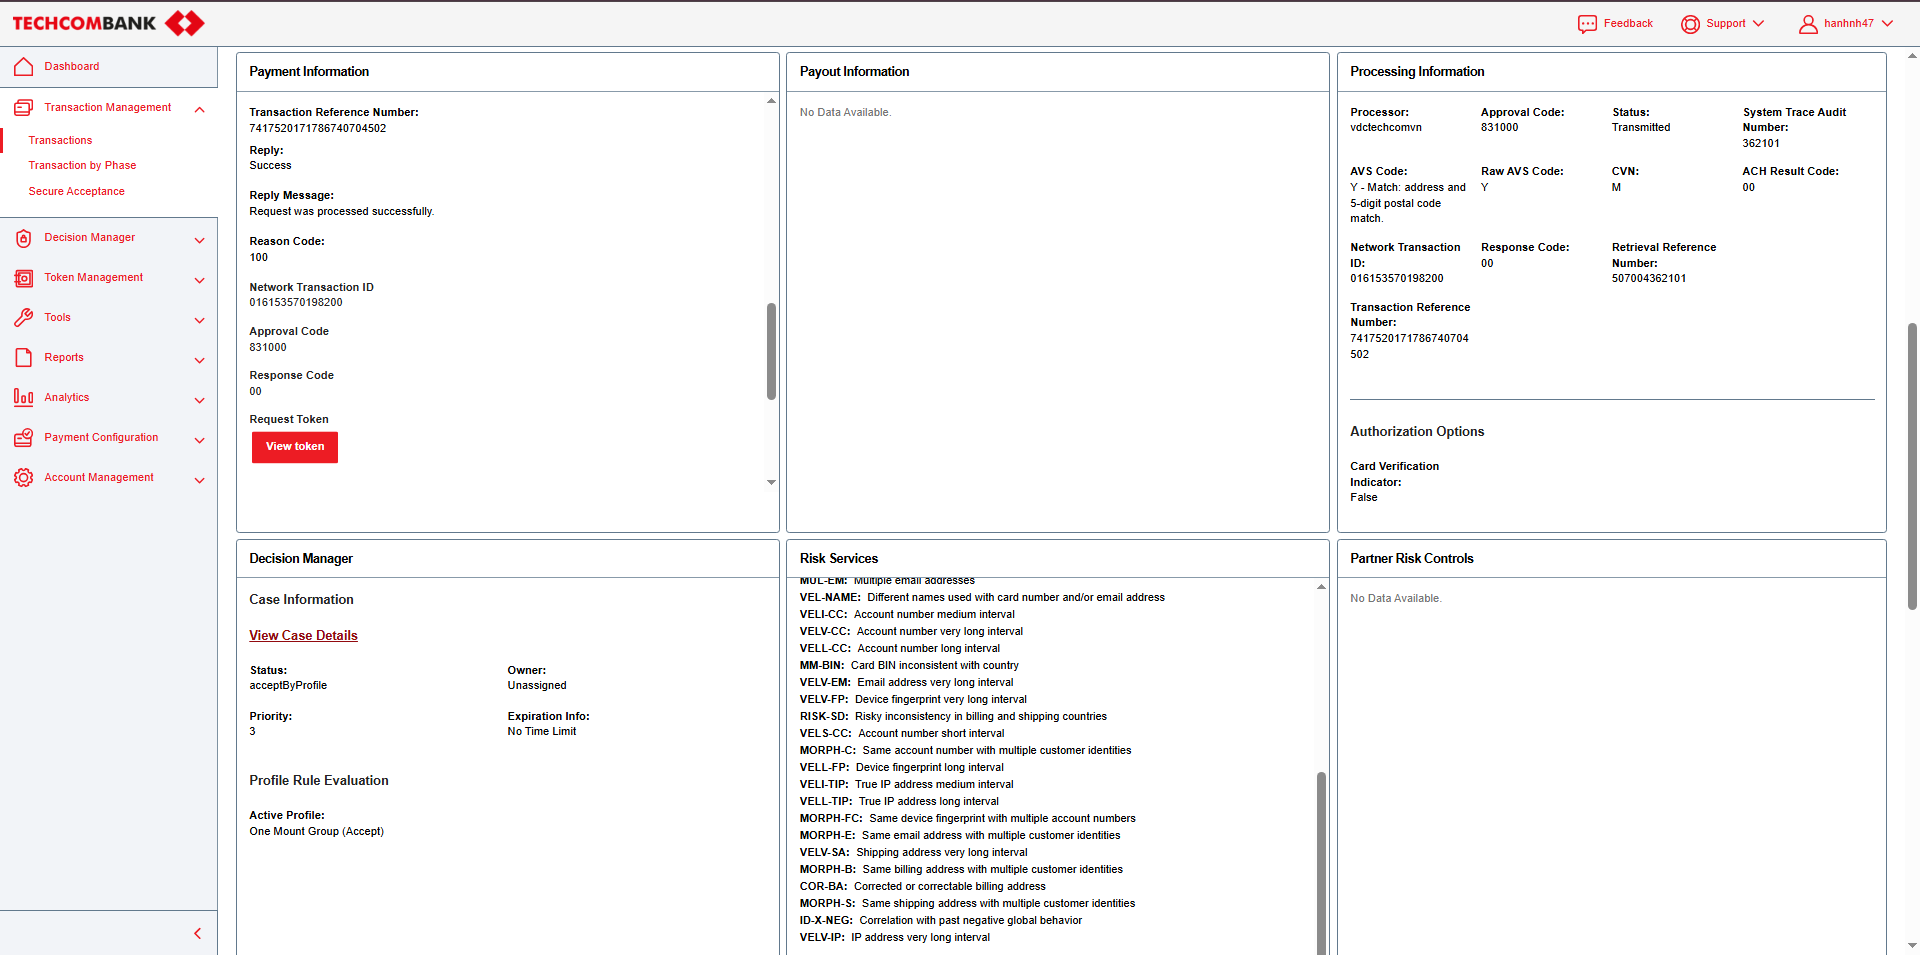 TECHCOMBANK
Feedback
Support
hanhnh47
Dashboard
Transaction Management
Transactions
Transaction by Phase
Secure Acceptance
Decision Manager
Token Management
Tools
Reports
Analytics
Payment Configuration
Account Management
Payment Information
Transaction Reference Number:
7417520171786740704502
Reply:
Success
Reply Message:
Request was processed successfully.
Reason Code:
100
Network Transaction ID
016153570198200
Approval Code
831000
Response Code
00
Request Token
View token
Payout Information
No Data Available.
Processing Information
Processor:
vdctechcomvn
Approval Code:
831000
Status:
Transmitted
System Trace Audit
Number:
362101
AVS Code:
Y - Match: address and
5-digit postal code
match.
Raw AVS Code:
Y
CVN:
M
ACH Result Code:
00
Network Transaction
ID:
016153570198200
Response Code:
00
Retrieval Reference
Number:
507004362101
Transaction Reference
Number:
7417520171786740704
502
Authorization Options
Card Verification
Indicator:
False
Decision Manager
Case Information
View Case Details
Status:
acceptByProfile
Owner:
Unassigned
Priority:
3
Expiration Info:
No Time Limit
Profile Rule Evaluation
Active Profile:
One Mount Group (Accept)
Risk Services
MUL-EM: Multiple email addresses
VEL-NAME: Different names used with card number and/or email address
VELI-CC: Account number medium interval
VELV-CC: Account number very long interval
VELL-CC: Account number long interval
MM-BIN: Card BIN inconsistent with country
VELV-EM: Email address very long interval
VELV-FP: Device fingerprint very long interval
RISK-SD: Risky inconsistency in billing and shipping countries
VELS-CC: Account number short interval
MORPH-C: Same account number with multiple customer identities
VELL-FP: Device fingerprint long interval
VELI-TIP: True IP address medium interval
VELL-TIP: True IP address long interval
MORPH-FC: Same device fingerprint with multiple account numbers
MORPH-E: Same email address with multiple customer identities
VELV-SA: Shipping address very long interval
MORPH-B: Same billing address with multiple customer identities
COR-BA: Corrected or correctable billing address
MORPH-S: Same shipping address with multiple customer identities
ID-X-NEG: Correlation with past negative global behavior
VELV-IP: IP address very long interval
Partner Risk Controls
No Data Available.